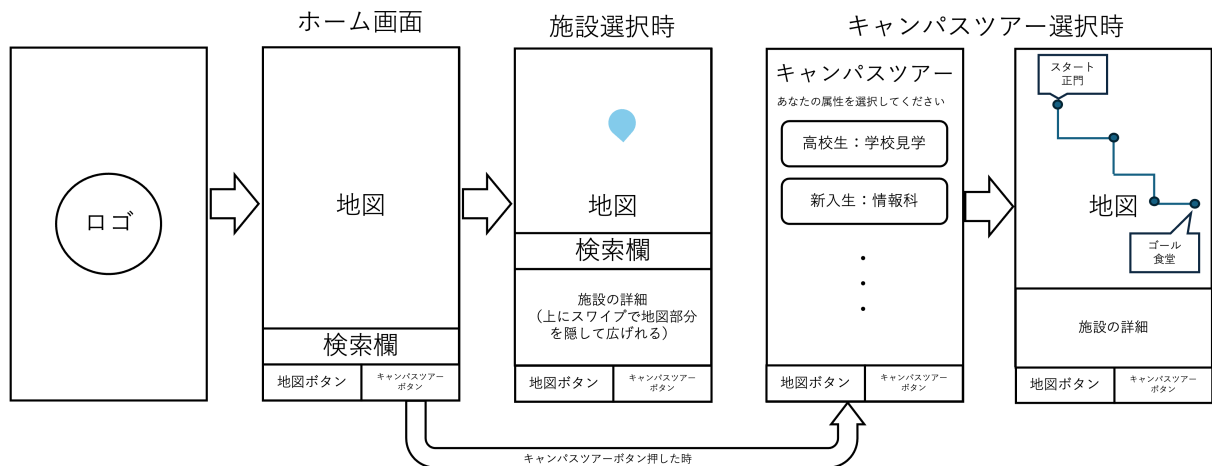 ホーム画面
施設選択時
キャンパスツアー選択時
ロゴ
地図
検索欄
地図ボタン
キャンパスツアー
ボタン
地図
検索欄
施設の詳細
(上にスワイプで地図部分
を隠して広げれる)
地図ボタン
キャンパスツアー
ボタン
キャンパスツアー
あなたの属性を選択してください
高校生：学校見学
新入生：情報科
・
・
・
地図ボタン
キャンパスツアー
ボタン
スタート
正門
地図
ゴール
食堂
施設の詳細
地図ボタン
キャンパスツアー
ボタン
キャンパスツアーボタン押した時